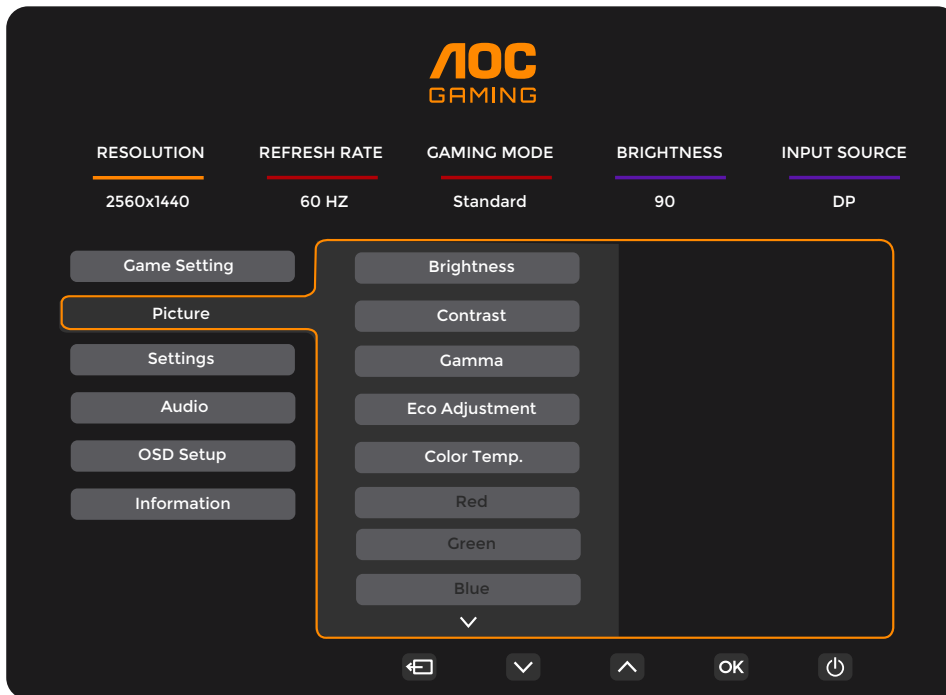 AOC
GAMING
RESOLUTION REFRESH RATE GAMING MODE BRIGHTNESS INPUT SOURCE
2560x1440 60 HZ Standard 90 DP
Game Setting
Picture
Settings
Audio
OSD Setup
Information
Brightness
Contrast
Gamma
Eco Adjustment
Color Temp.
Red
Green
Blue
OK